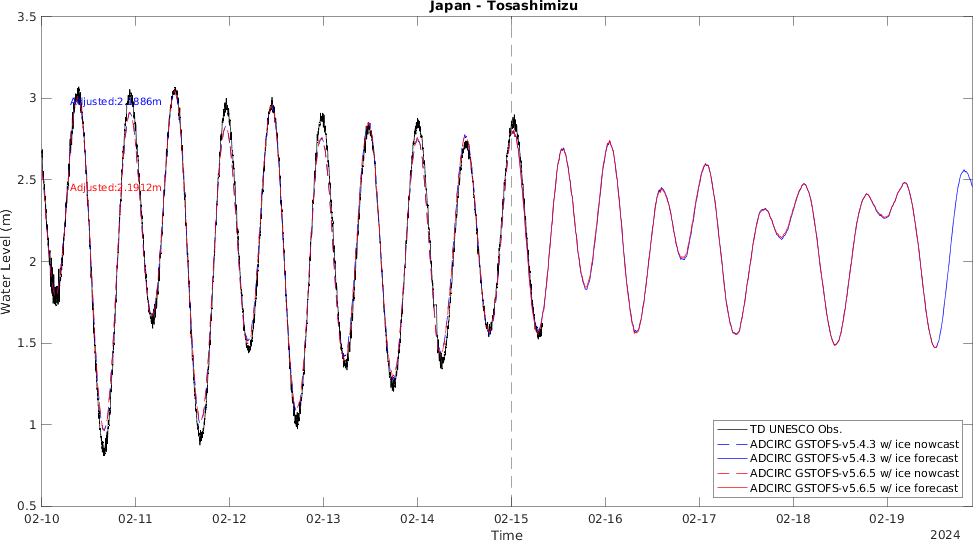 Japan - Tosashimizu
3.5
3
2.5
2
1.5
1
0.5
Water Level (m)
Adjusted:2.1912m
TD UNESCO Obs.
ADCIRC GSTOFS-v5.4.3 w/ ice nowcast
ADCIRC GSTOFS-v5.4.3 w/ ice forecast
ADCIRC GSTOFS-v5.6.5 w/ ice nowcast
ADCIRC GSTOFS-v5.6.5 w/ ice forecast
02-10 02-11 02-12 02-13 02-14 02-15 02-16 02-17 02-18 02-19
Time
2024